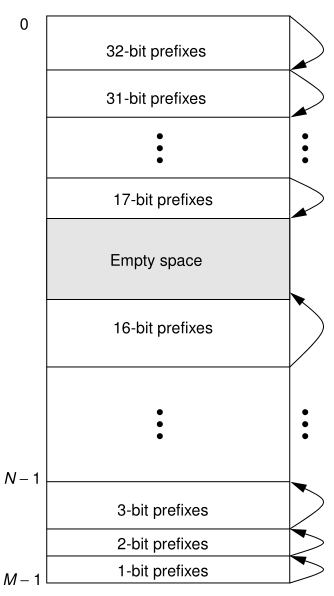 0
32-bit prefixes
31-bit prefixes
17-bit prefixes
Empty space
16-bit prefixes
N – 1
3-bit prefixes
2-bit prefixes
1-bit prefixes
M – 1